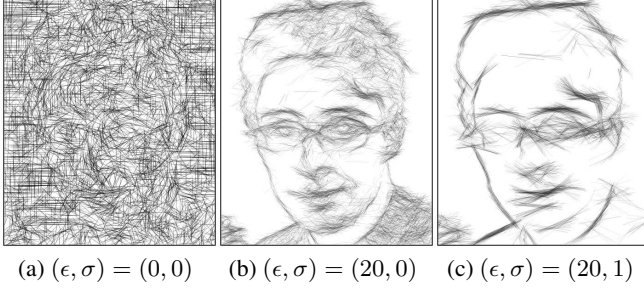 (a) (ϵ, σ) = (0, 0) (b) (ϵ, σ) = (20, 0) (c) (ϵ, σ) = (20, 1)